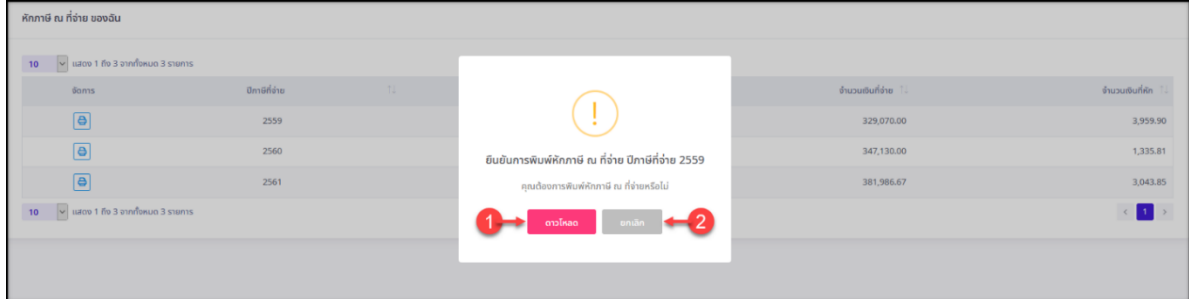 หักภาษี ณ ที่จ่าย ของฉัน
10 แสดง 1 ถึง 3 จากทั้งหมด 3 รายการ
จัดการ ปีภาษีที่จ่าย จำนวนเงินที่จ่าย จำนวนเงินที่หัก
2559 329,070.00 3,959.90
2560 347,130.00 1,335.81
2561 381,986.67 3,043.85
10 แสดง 1 ถึง 3 จากทั้งหมด 3 รายการ
< 1 >
!
ยืนยันการพิมพ์หักภาษี ณ ที่จ่าย ปีภาษีที่จ่าย 2559
คุณต้องการพิมพ์หักภาษี ณ ที่จ่ายหรือไม่
1 ดาวโหลด ยกเลิก 2